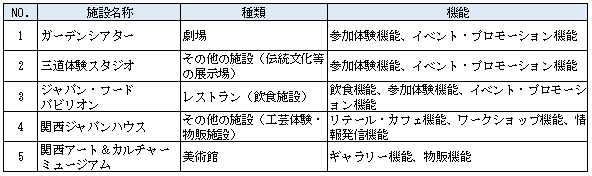 NO. 施設名称 種類 機能
1 ガーデンシアター 劇場 参加体験機能、イベント・プロモーション機能
2 三道体験スタジオ その他の施設（伝統文化等の展示場） 参加体験機能、イベント・プロモーション機能
3 ジャパン・フードパビリオン レストラン（飲食施設） 飲食機能、参加体験機能、イベント・プロモーション機能
4 関西ジャパンハウス その他の施設（工芸体験・物販施設） リテール・カフェ機能、ワークショップ機能、情報発信機能
5 関西アート＆カルチャーミュージアム 美術館 ギャラリー機能、物販機能